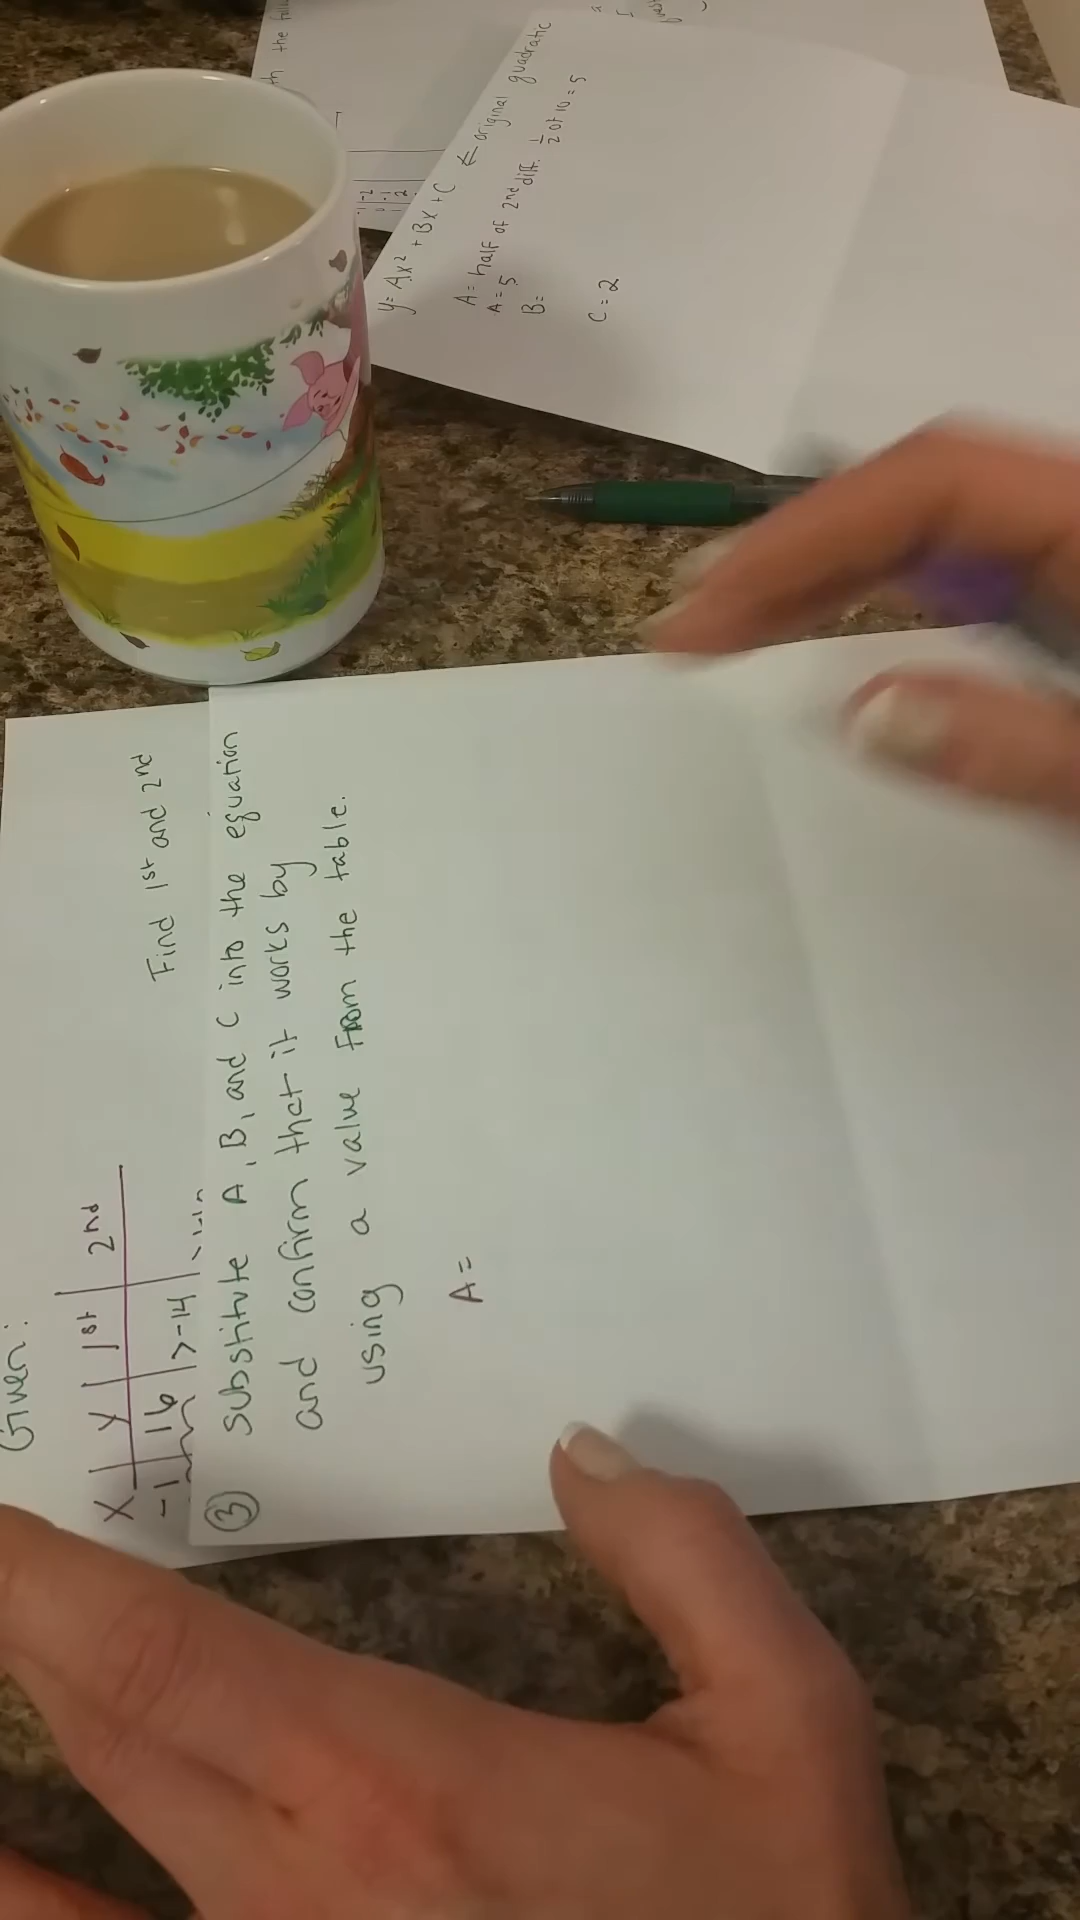 Given:
X Y 1st 2nd
-1 16 >-14
Find 1st and 2nd
③ substitute A, B, and C into the equation
and confirm that it works by
using a value from the table.
A =
y = Ax² + Bx + C ⇐ original quadratic
A = half of 2nd diff. ½ of 10 = 5
A = 5
B =
C = 2
th the